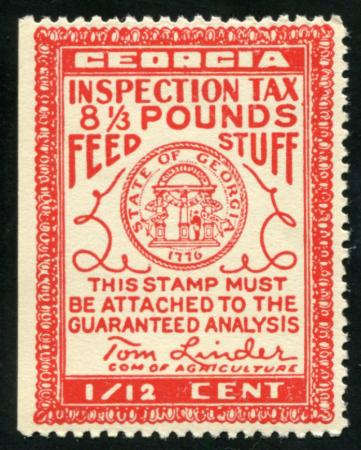 GEORGIA
INSPECTION TAX
8 1/3 POUNDS
FEED STUFF
STATE OF GEORGIA
1776
THIS STAMP MUST
BE ATTACHED TO THE
GUARANTEED ANALYSIS
Tom Linder
COM OF AGRICULTURE
1/12 CENT